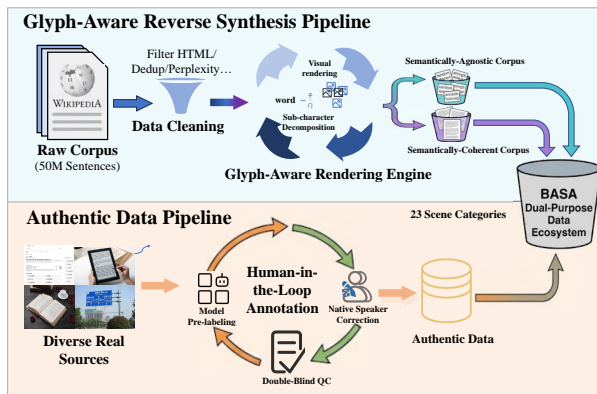 Glyph-Aware Reverse Synthesis Pipeline
WIKIPEDIA
Raw Corpus
(50M Sentences)
Filter HTML/
Dedup/Perplexity…
Data Cleaning
Visual
rendering
word
Sub-character
Decomposition
Glyph-Aware Rendering Engine
Semantically-Agnostic Corpus
Semantically-Coherent Corpus
BASA
Dual-Purpose
Data
Ecosystem
Authentic Data Pipeline
23 Scene Categories
Diverse Real
Sources
Model
Pre-labeling
Human-in-
the-Loop
Annotation
Native Speaker
Correction
Double-Blind QC
Authentic Data